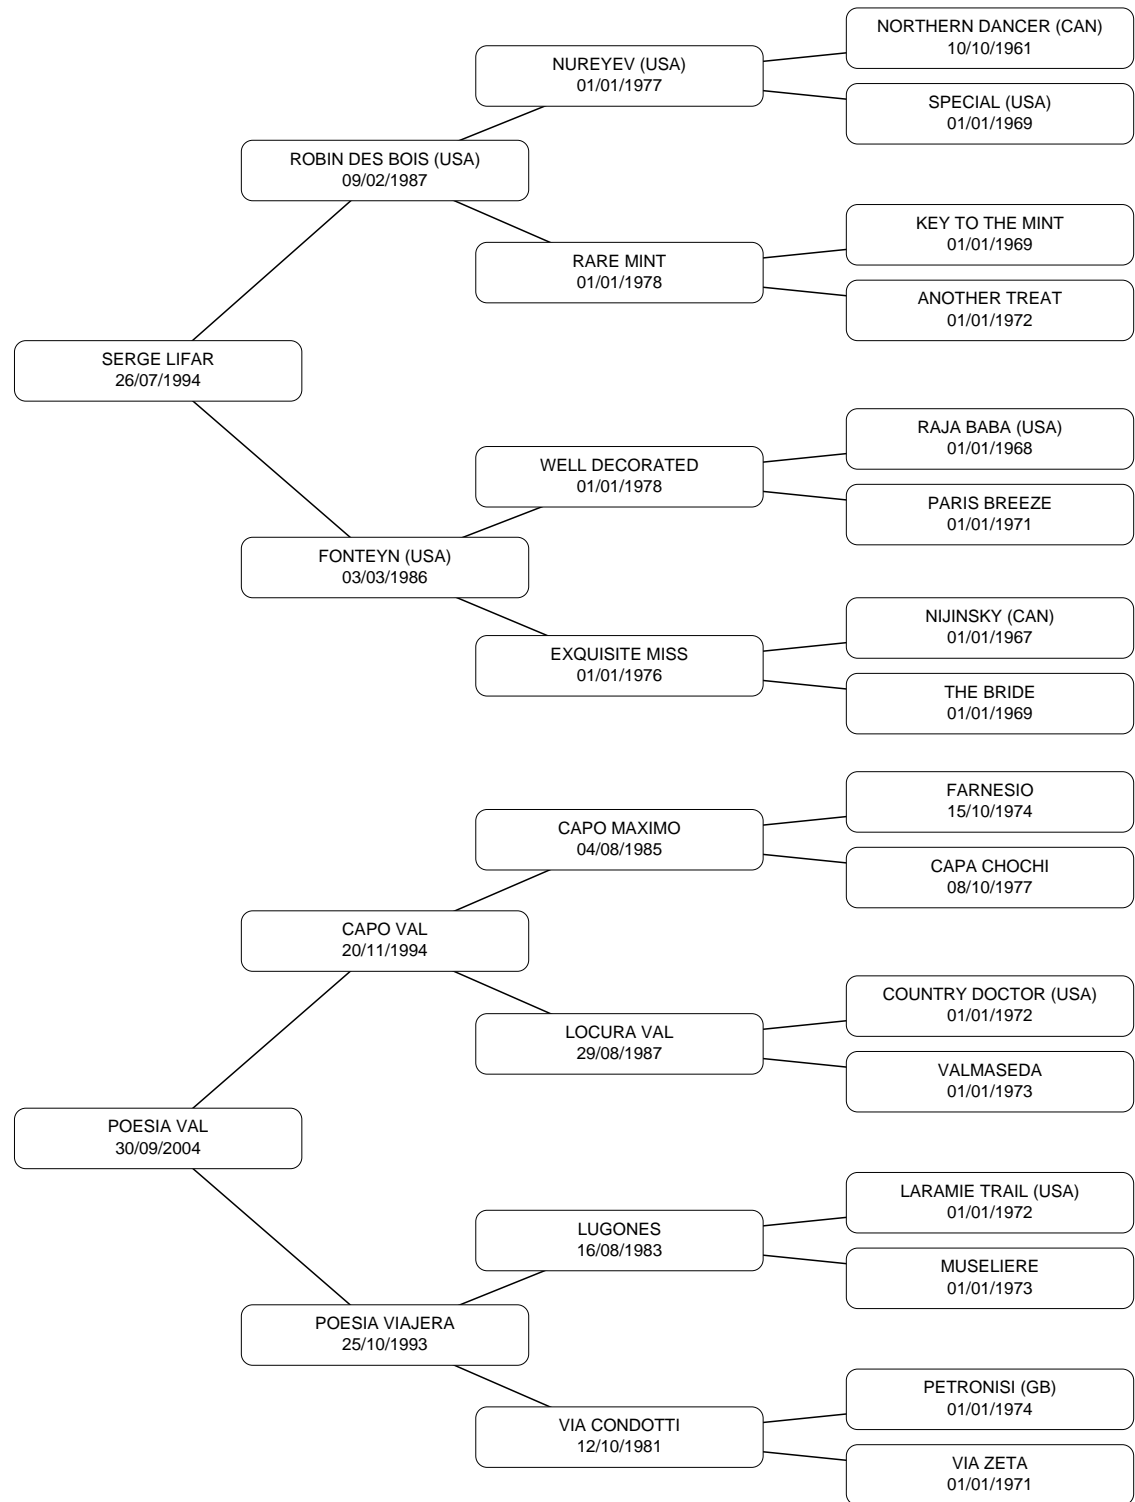 NORTHERN DANCER (CAN)
10/10/1961
NUREYEV (USA)
01/01/1977
SPECIAL (USA)
01/01/1969
ROBIN DES BOIS (USA)
09/02/1987
KEY TO THE MINT
01/01/1969
RARE MINT
01/01/1978
ANOTHER TREAT
01/01/1972
SERGE LIFAR
26/07/1994
RAJA BABA (USA)
01/01/1968
WELL DECORATED
01/01/1978
PARIS BREEZE
01/01/1971
FONTEYN (USA)
03/03/1986
NIJINSKY (CAN)
01/01/1967
EXQUISITE MISS
01/01/1976
THE BRIDE
01/01/1969
FARNESIO
15/10/1974
CAPO MAXIMO
04/08/1985
CAPA CHOCHI
08/10/1977
CAPO VAL
20/11/1994
COUNTRY DOCTOR (USA)
01/01/1972
LOCURA VAL
29/08/1987
VALMASEDA
01/01/1973
POESIA VAL
30/09/2004
LARAMIE TRAIL (USA)
01/01/1972
LUGONES
16/08/1983
MUSELIERE
01/01/1973
POESIA VIAJERA
25/10/1993
PETRONISI (GB)
01/01/1974
VIA CONDOTTI
12/10/1981
VIA ZETA
01/01/1971